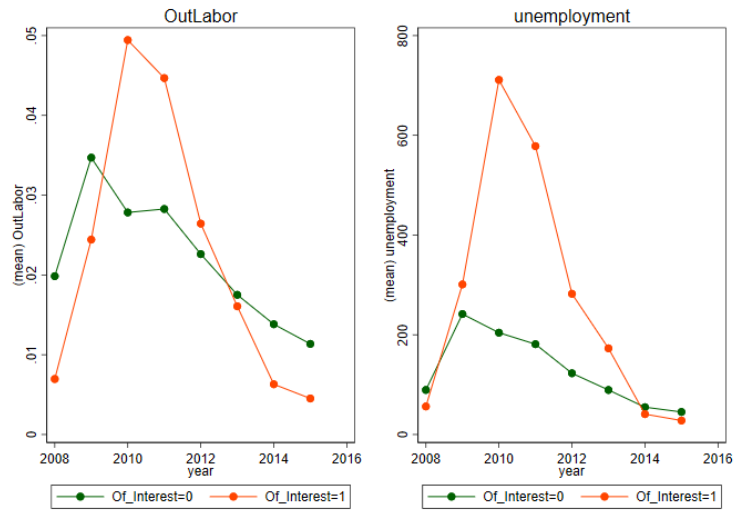 OutLabor
(mean) OutLabor
.05
.04
.03
.02
.01
0
2008 2010 2012 2014 2016
year
Of_Interest=0 Of_Interest=1
unemployment
(mean) unemployment
800
600
400
200
0
2008 2010 2012 2014 2016
year
Of_Interest=0 Of_Interest=1